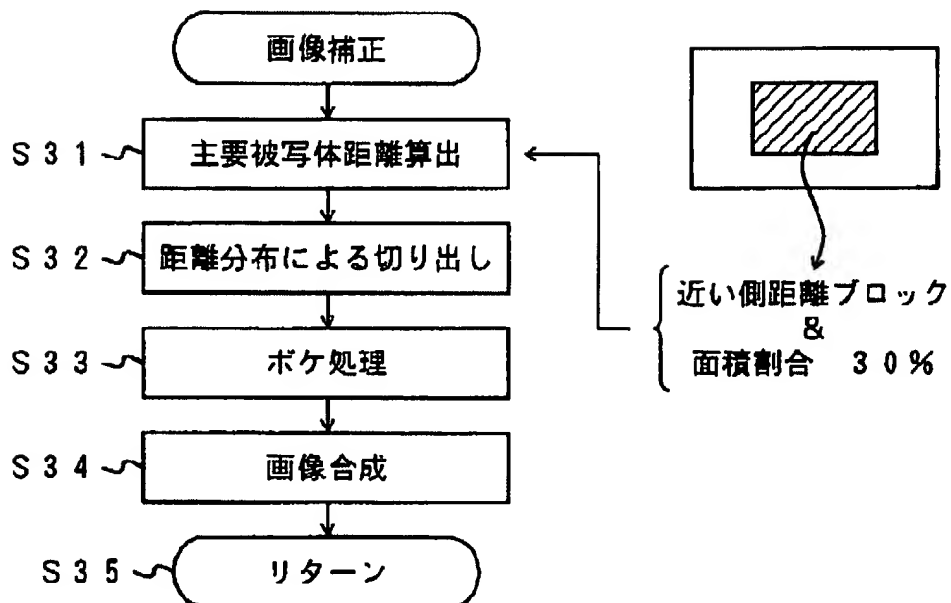 画像補正
S31
主要被写体距離算出
S32
距離分布による切り出し
S33
ボケ処理
S34
画像合成
S35
リターン
近い側距離ブロック
&
面積割合 30%